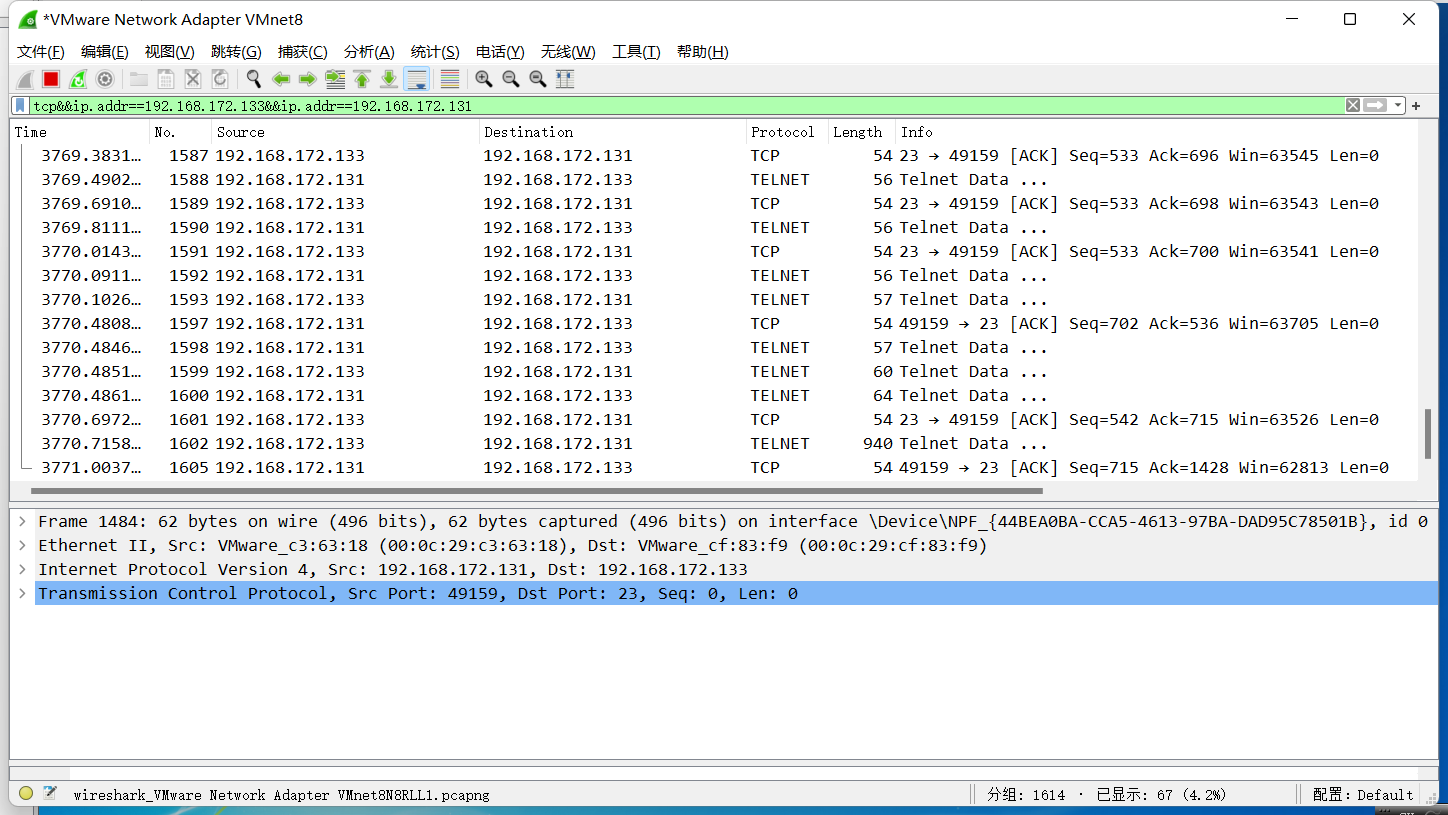 *VMware Network Adapter VMnet8
文件(F) 编辑(E) 视图(V) 跳转(G) 捕获(C) 分析(A) 统计(S) 电话(Y) 无线(W) 工具(T) 帮助(H)
tcp&&ip.addr==192.168.172.133&&ip.addr==192.168.172.131
Time No. Source Destination Protocol Length Info
3769.3831… 1587 192.168.172.133 192.168.172.131 TCP 54 23 → 49159 [ACK] Seq=533 Ack=696 Win=63545 Len=0
3769.4902… 1588 192.168.172.131 192.168.172.133 TELNET 56 Telnet Data ...
3769.6910… 1589 192.168.172.133 192.168.172.131 TCP 54 23 → 49159 [ACK] Seq=533 Ack=698 Win=63543 Len=0
3769.8111… 1590 192.168.172.131 192.168.172.133 TELNET 56 Telnet Data ...
3770.0143… 1591 192.168.172.133 192.168.172.131 TCP 54 23 → 49159 [ACK] Seq=533 Ack=700 Win=63541 Len=0
3770.0911… 1592 192.168.172.131 192.168.172.133 TELNET 56 Telnet Data ...
3770.1026… 1593 192.168.172.133 192.168.172.131 TELNET 57 Telnet Data ...
3770.4808… 1597 192.168.172.131 192.168.172.133 TCP 54 49159 → 23 [ACK] Seq=702 Ack=536 Win=63705 Len=0
3770.4846… 1598 192.168.172.131 192.168.172.133 TELNET 57 Telnet Data ...
3770.4851… 1599 192.168.172.133 192.168.172.131 TELNET 60 Telnet Data ...
3770.4861… 1600 192.168.172.131 192.168.172.133 TELNET 64 Telnet Data ...
3770.6972… 1601 192.168.172.133 192.168.172.131 TCP 54 23 → 49159 [ACK] Seq=542 Ack=715 Win=63526 Len=0
3770.7158… 1602 192.168.172.133 192.168.172.131 TELNET 940 Telnet Data ...
3771.0037… 1605 192.168.172.131 192.168.172.133 TCP 54 49159 → 23 [ACK] Seq=715 Ack=1428 Win=62813 Len=0
Frame 1484: 62 bytes on wire (496 bits), 62 bytes captured (496 bits) on interface \Device\NPF_{44BEA0BA-CCA5-4613-97BA-DAD95C78501B}, id 0
Ethernet II, Src: VMware_c3:63:18 (00:0c:29:c3:63:18), Dst: VMware_cf:83:f9 (00:0c:29:cf:83:f9)
Internet Protocol Version 4, Src: 192.168.172.131, Dst: 192.168.172.133
Transmission Control Protocol, Src Port: 49159, Dst Port: 23, Seq: 0, Len: 0
wireshark_VMware Network Adapter VMnet8N8RLL1.pcapng 分组: 1614 · 已显示: 67 (4.2%) 配置: Default